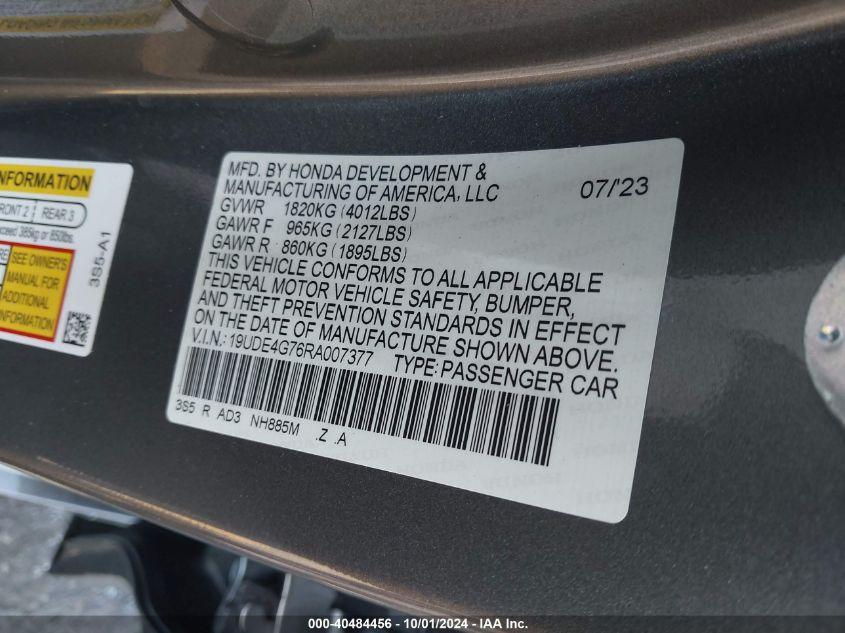 MFD. BY HONDA DEVELOPMENT &
MANUFACTURING OF AMERICA, LLC 07/'23
GVWR 1820KG (4012LBS)
GAWR F 965KG (2127LBS)
GAWR R 860KG (1895LBS)
THIS VEHICLE CONFORMS TO ALL APPLICABLE
FEDERAL MOTOR VEHICLE SAFETY, BUMPER,
AND THEFT PREVENTION STANDARDS IN EFFECT
ON THE DATE OF MANUFACTURE SHOWN ABOVE.
V.I.N.: 19UDE4G76RA007377 TYPE: PASSENGER CAR
3S5 R AD3 NH885M .Z .A
INFORMATION
FRONT 2 REAR 3
exceed 385kg or 850lbs.
SEE OWNER'S
MANUAL FOR
ADDITIONAL
INFORMATION
3S5-A1
000-40484456 - 10/01/2024 - IAA Inc.